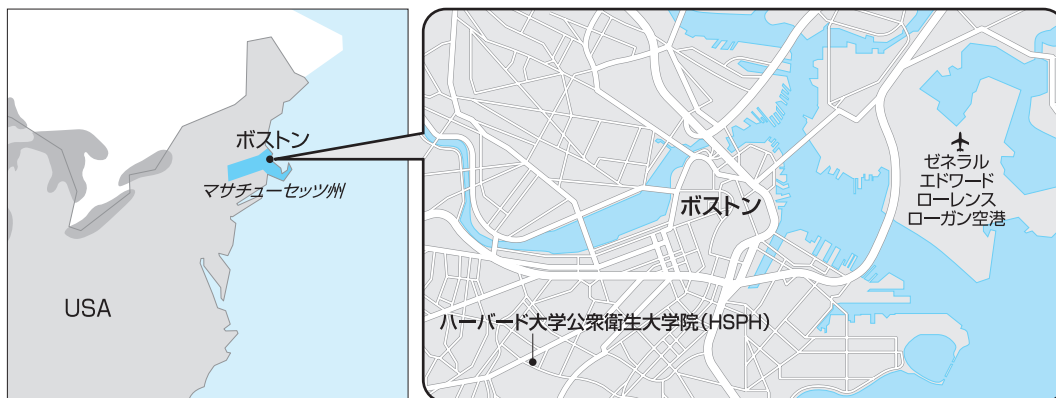 ボストン
マサチューセッツ州
USA
ボストン
ゼネラル
エドワード
ローレンス
ローガン空港
ハーバード大学公衆衛生大学院(HSPH)